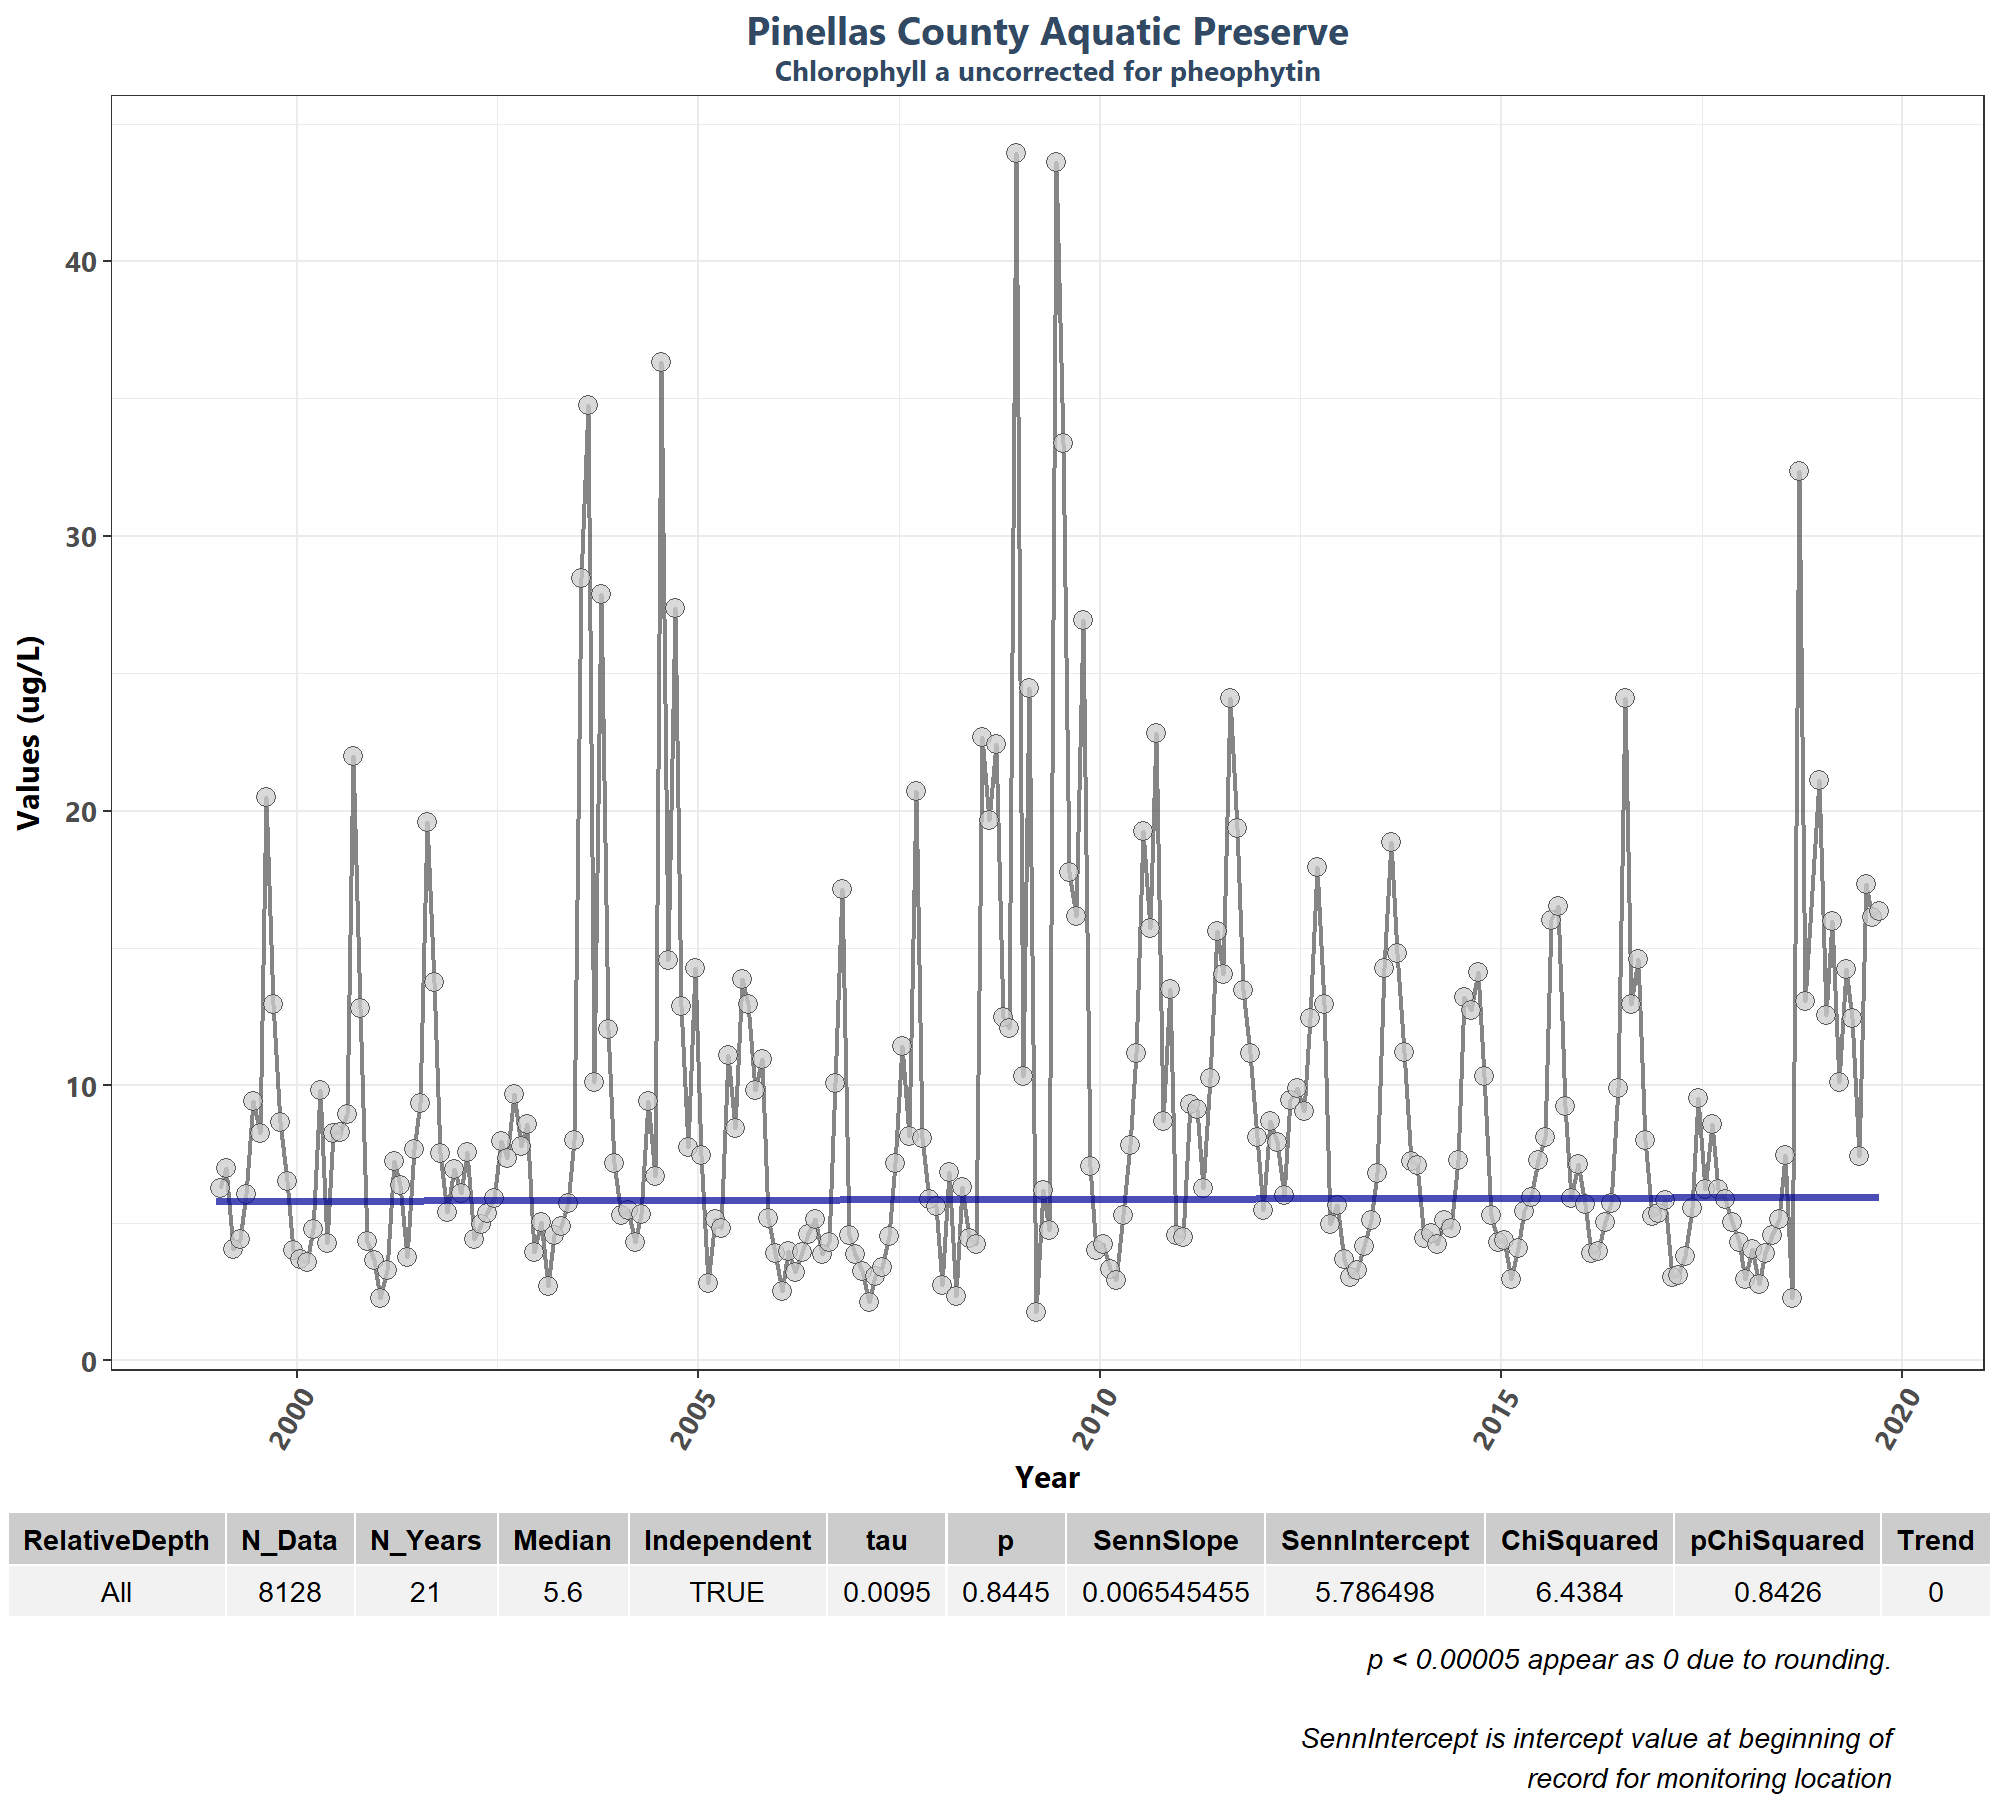 Pinellas County Aquatic Preserve
Chlorophyll a uncorrected for pheophytin
Values (ug/L)
40
30
20
10
0
2000 2005 2010 2015 2020
Year
RelativeDepth N_Data N_Years Median Independent tau p SennSlope SennIntercept ChiSquared pChiSquared Trend
All 8128 21 5.6 TRUE 0.0095 0.8445 0.006545455 5.786498 6.4384 0.8426 0
p < 0.00005 appear as 0 due to rounding.
SennIntercept is intercept value at beginning of
record for monitoring location